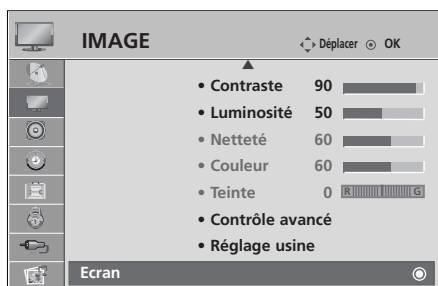 IMAGE Déplacer OK
• Contraste 90
• Luminosité 50
• Netteté 60
• Couleur 60
• Teinte 0 R G
• Contrôle avancé
• Réglage usine
Ecran